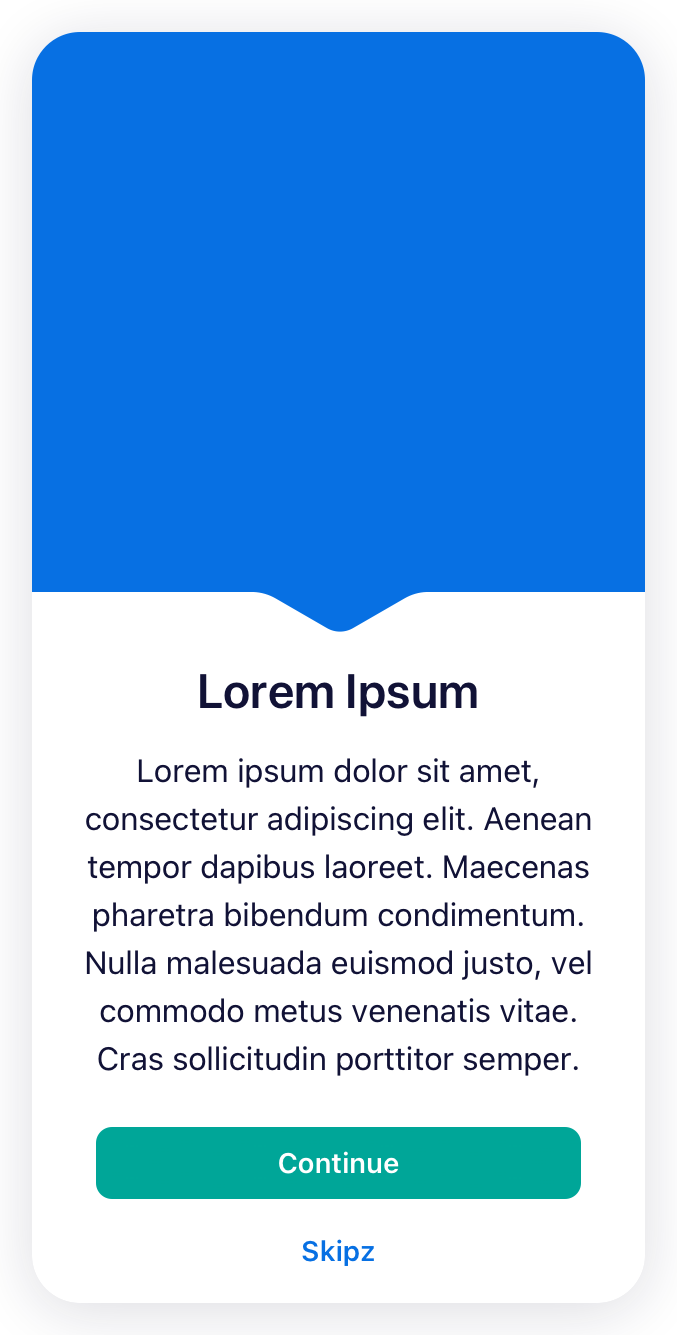 Lorem Ipsum
Lorem ipsum dolor sit amet,
consectetur adipiscing elit. Aenean
tempor dapibus laoreet. Maecenas
pharetra bibendum condimentum.
Nulla malesuada euismod justo, vel
commodo metus venenatis vitae.
Cras sollicitudin porttitor semper.
Continue
Skipz